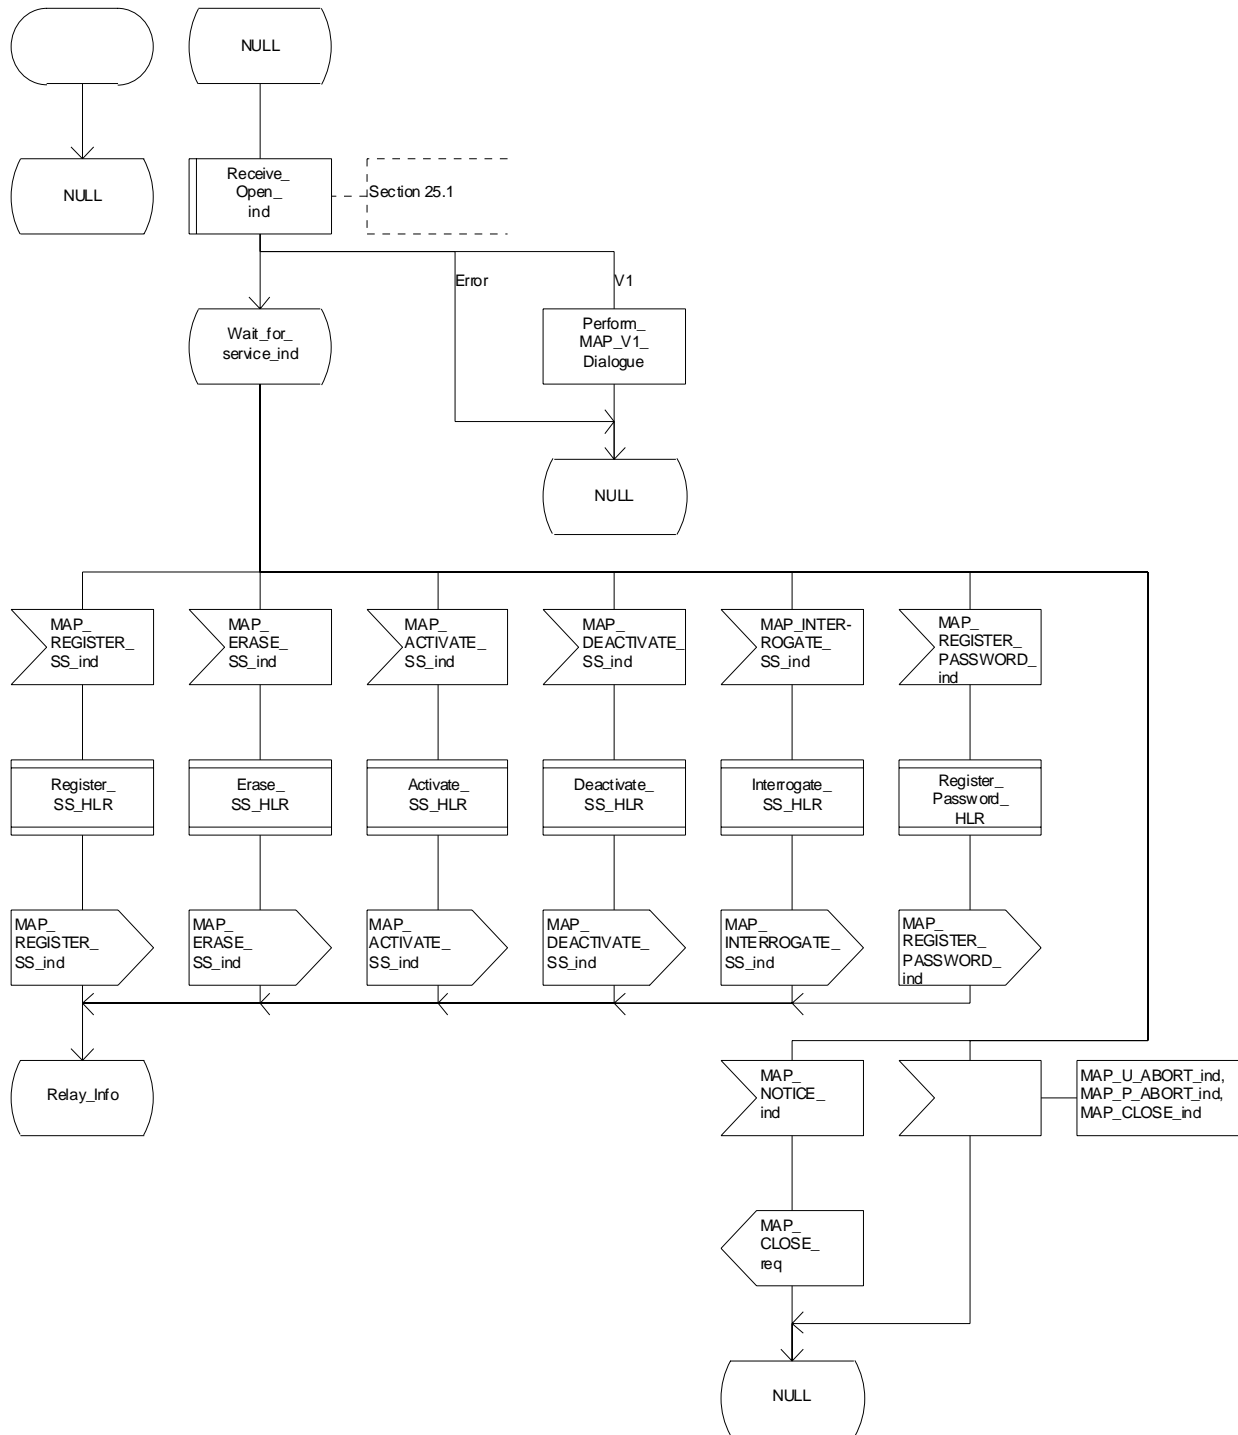 NULL
NULL
Receive_
Open_
ind
Section 25.1
Error
V1
Wait_for_
service_ind
Perform_
MAP_V1_
Dialogue
NULL
MAP_
REGISTER_
SS_ind
MAP_
ERASE_
SS_ind
MAP_
ACTIVATE_
SS_ind
MAP_
DEACTIVATE_
SS_ind
MAP_INTER-
ROGATE_
SS_ind
MAP_
REGISTER_
PASSWORD_
ind
Register_
SS_HLR
Erase_
SS_HLR
Activate_
SS_HLR
Deactivate_
SS_HLR
Interrogate_
SS_HLR
Register_
Password_
HLR
MAP_
REGISTER_
SS_ind
MAP_
ERASE_
SS_ind
MAP_
ACTIVATE_
SS_ind
MAP_
DEACTIVATE_
SS_ind
MAP_
INTERROGATE_
SS_ind
MAP_
REGISTER_
PASSWORD_
ind
Relay_Info
MAP_
NOTICE_
ind
MAP_U_ABORT_ind,
MAP_P_ABORT_ind,
MAP_CLOSE_ind
MAP_
CLOSE_
req
NULL